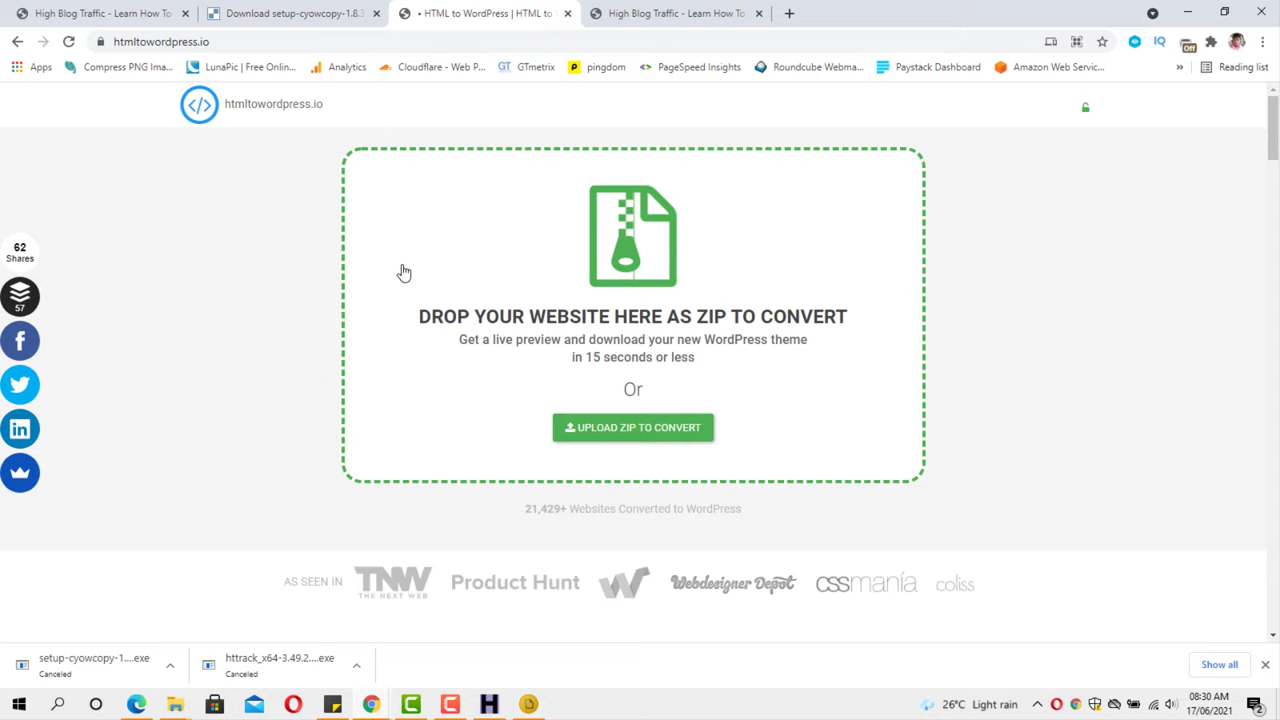 High Blog Traffic - Learn How To
Download setup-cyowcopy-1.8.3
• HTML to WordPress | HTML to
High Blog Traffic - Learn How To
htmltowordpress.io
Off
Apps
Compress PNG Ima...
LunaPic | Free Onlin...
Analytics
Cloudflare - Web P...
GT
GTmetrix
p
pingdom
PageSpeed Insights
Roundcube Webma...
Paystack Dashboard
Amazon Web Servic...
»
Reading list
htmltowordpress.io
62
Shares
57
DROP YOUR WEBSITE HERE AS ZIP TO CONVERT
Get a live preview and download your new WordPress theme
in 15 seconds or less
Or
UPLOAD ZIP TO CONVERT
21,429+ Websites Converted to WordPress
AS SEEN IN
TNW
THE NEXT WEB
Product Hunt
W
Webdesigner Depot
cssmanía
coliss
setup-cyowcopy-1....exe
Canceled
httrack_x64-3.49.2....exe
Canceled
Show all
26°C Light rain
08:30 AM
17/06/2021
2